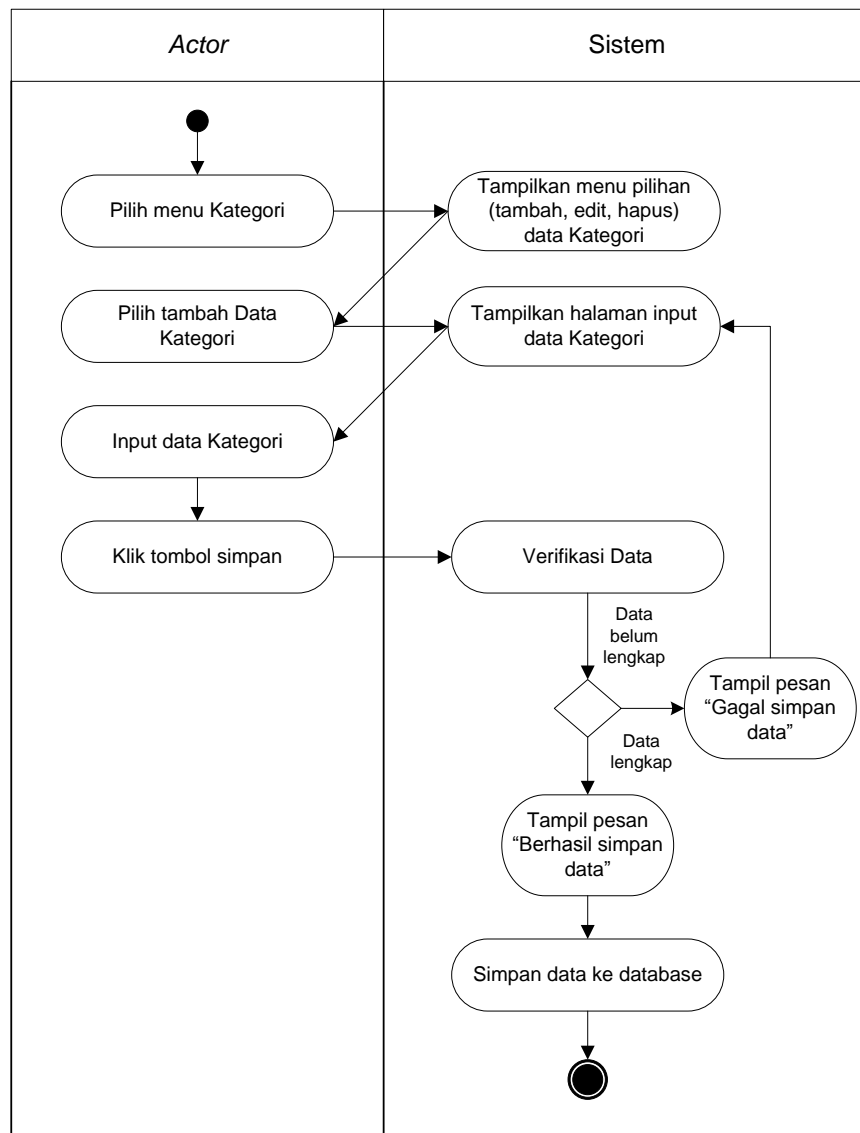 Actor
Sistem
Pilih menu Kategori
Tampilkan menu pilihan
(tambah, edit, hapus)
data Kategori
Pilih tambah Data
Kategori
Tampilkan halaman input
data Kategori
Input data Kategori
Klik tombol simpan
Verifikasi Data
Data
belum
lengkap
Tampil pesan
“Gagal simpan
data”
Data
lengkap
Tampil pesan
“Berhasil simpan
data”
Simpan data ke database